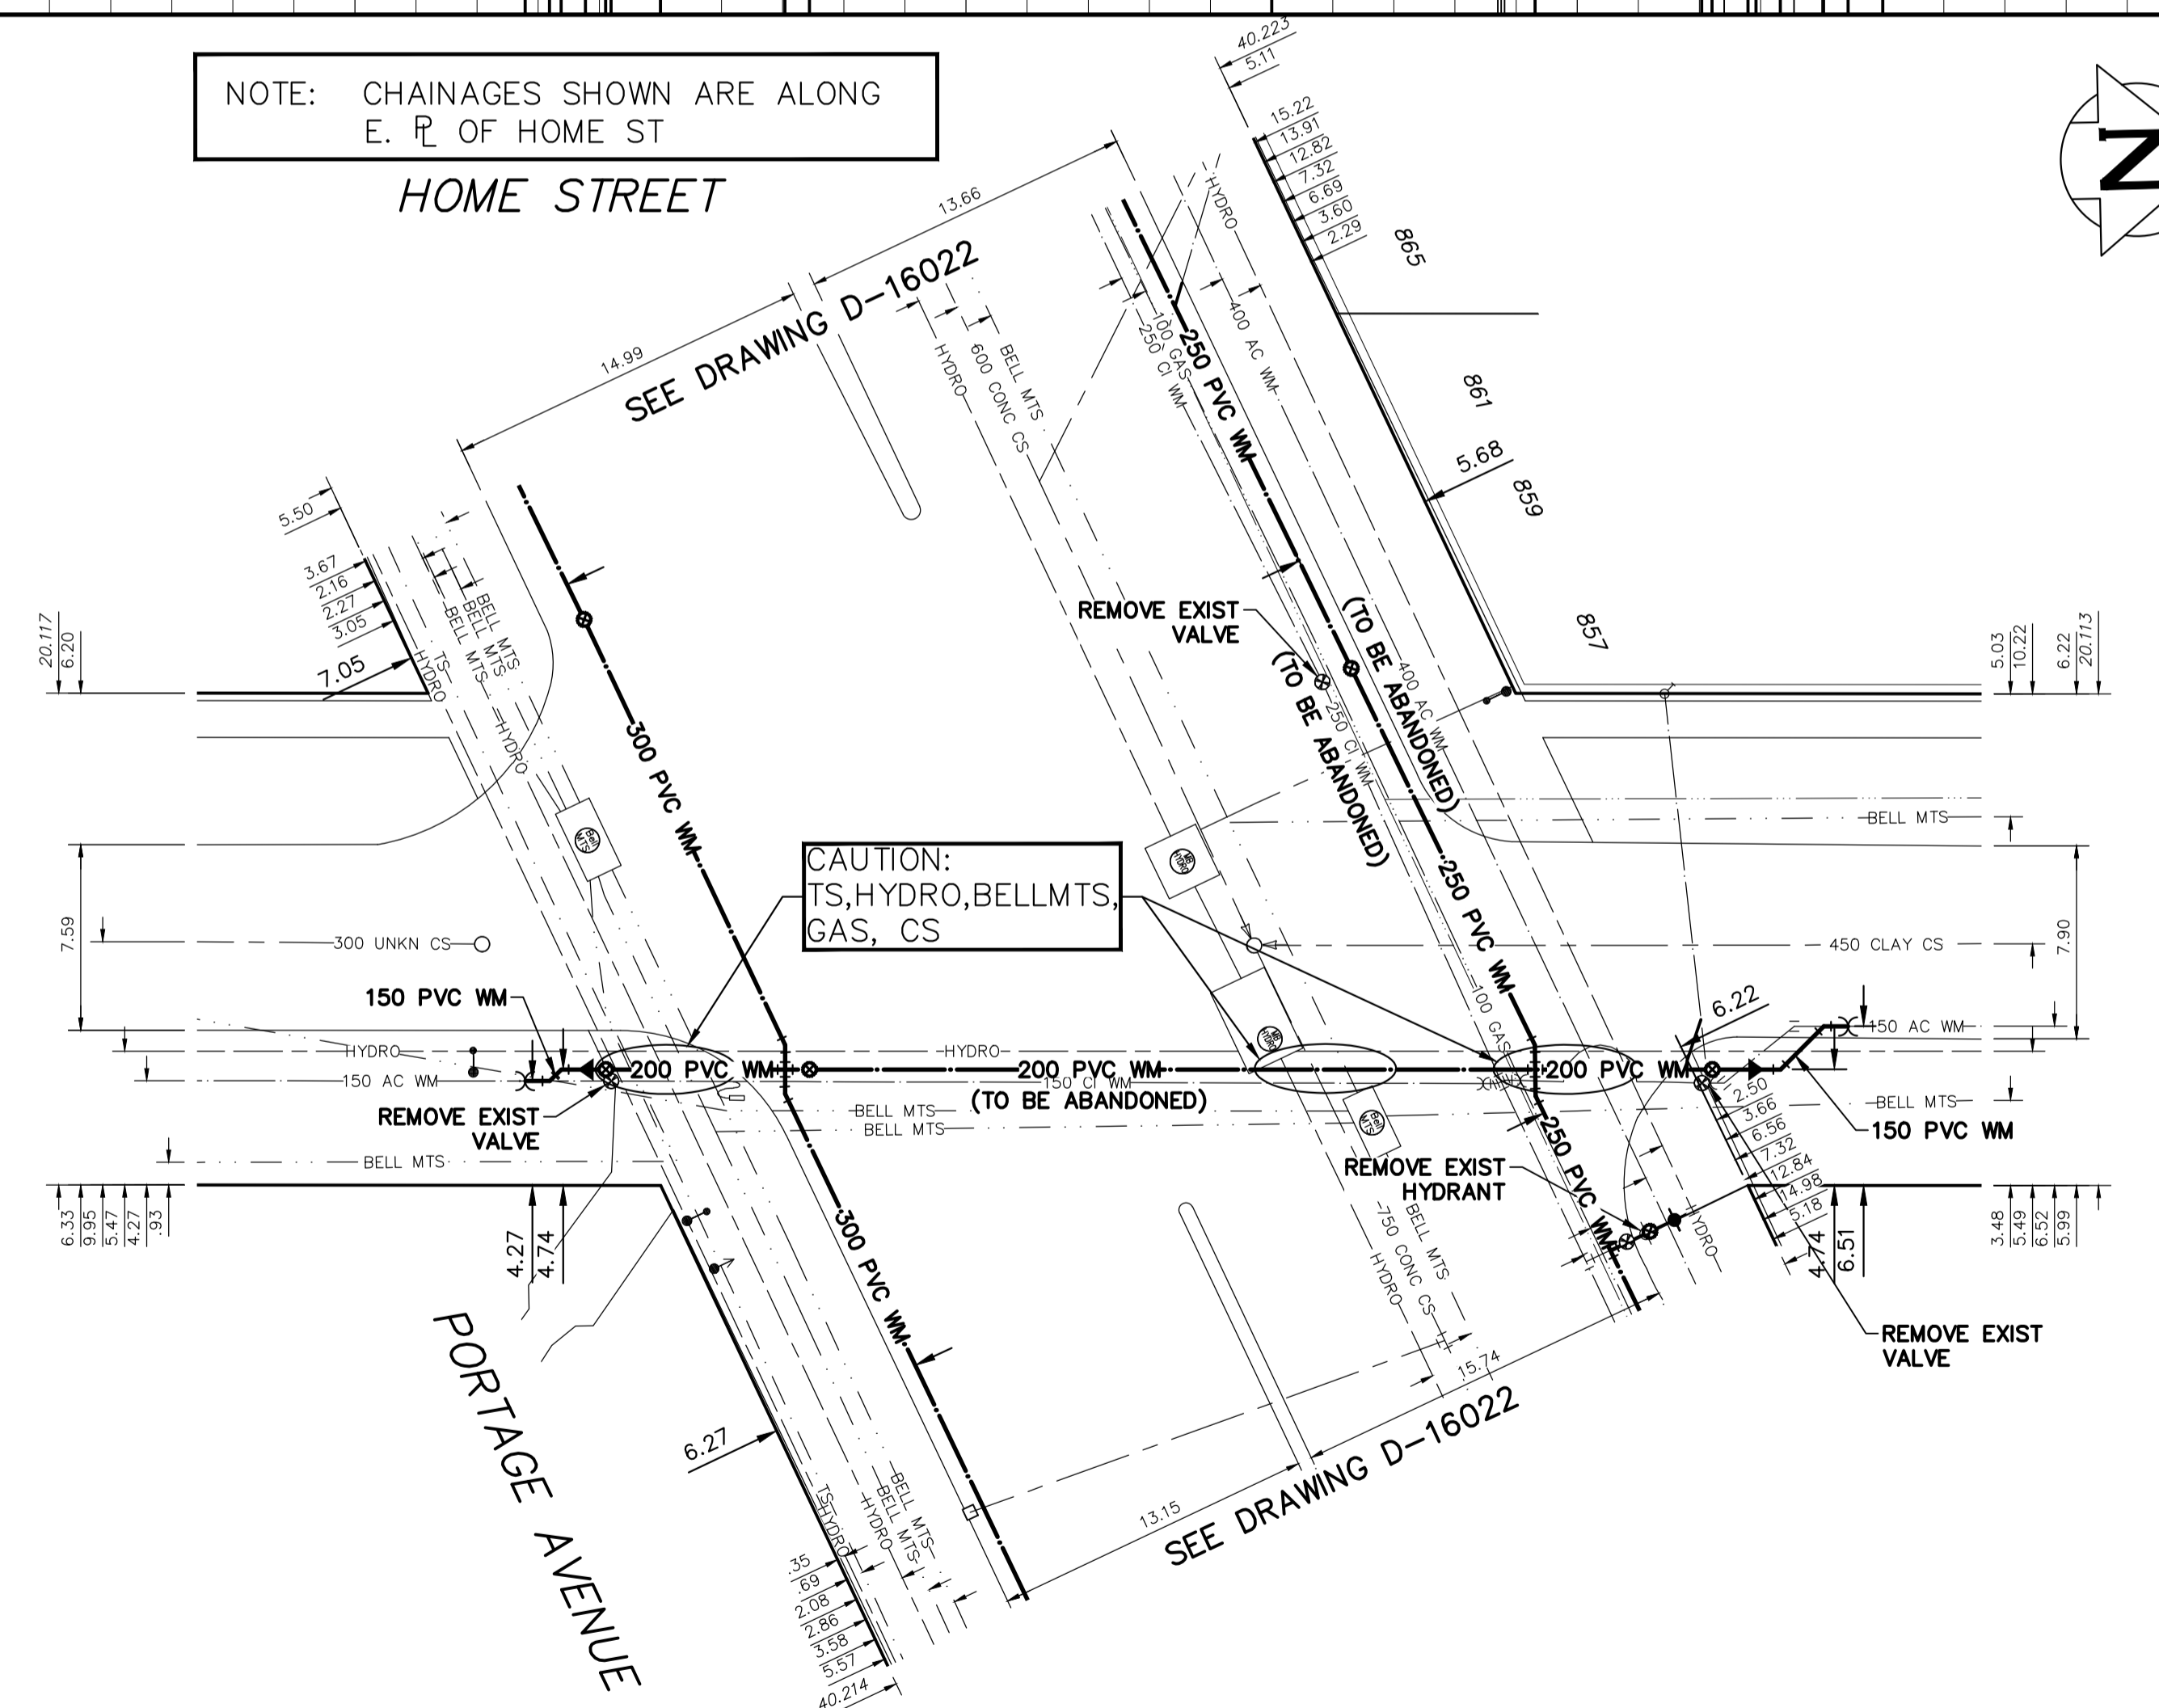 NOTE: CHAINAGES SHOWN ARE ALONG
E. PL OF HOME ST
HOME STREET
N
40.223
5.11
15.22
13.91
12.82
7.32
6.69
3.60
2.29
865
861
5.68
859
857
13.66
14.99
SEE DRAWING D-16022
HYDRO
600 CONC CS
BELL MTS
100 GAS
250 CI WM
250 PVC WM
400 AC WM
HYDRO
5.50
3.67
2.16
2.27
3.05
7.05
20.117
6.20
TS
HYDRO
BELL MTS
BELL MTS
BELL MTS
HYDRO
300 PVC WM
REMOVE EXIST
VALVE
(TO BE ABANDONED)
(TO BE ABANDONED)
250 CI WM
400 AC WM
5.03
10.22
6.22
20.113
Bell
MTS
MB
HYDRO
BELL MTS
CAUTION:
TS,HYDRO,BELLMTS,
GAS, CS
250 PVC WM
7.59
300 UNKN CS
450 CLAY CS
7.90
150 PVC WM
100 GAS
6.22
150 AC WM
HYDRO
HYDRO
MB
HYDRO
200 PVC WM
200 PVC WM
200 PVC WM
150 AC WM
150 CI WM
(TO BE ABANDONED)
REMOVE EXIST
VALVE
BELL MTS
BELL MTS
Bell
MTS
BELL MTS
150 PVC WM
BELL MTS
250 PVC WM
REMOVE EXIST
HYDRANT
2.50
3.66
6.56
7.32
12.84
14.98
5.18
6.33
9.95
5.47
4.27
.93
4.27
4.74
300 PVC WM
HYDRO
750 CONC CS
BELL MTS
HYDRO
4.74
6.51
3.48
5.49
6.52
5.99
REMOVE EXIST
VALVE
PORTAGE AVENUE
6.27
15.74
13.15
SEE DRAWING D-16022
TS
HYDRO
HYDRO
BELL MTS
BELL MTS
.35
.69
2.08
2.86
3.58
5.57
40.214